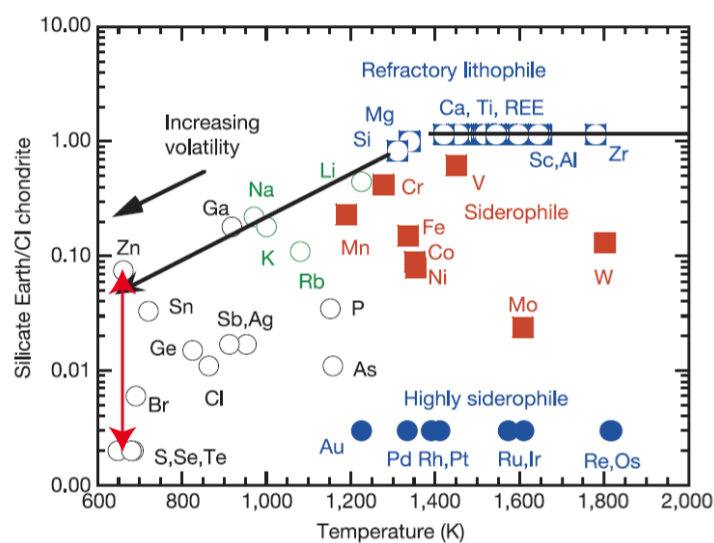 10.00
Refractory lithophile
Mg
Ca, Ti, REE
Increasing
volatility
Si
1.00
Sc,Al
Zr
Li
Na
Cr
V
Ga
Siderophile
Silicate Earth/CI chondrite
Zn
K
Mn
Fe
Co
0.10
Rb
Ni
W
Sn
Sb,Ag
P
Mo
Ge
Cl
As
0.01
Br
Highly siderophile
S,Se,Te
Au
Pd
Rh,Pt
Ru,Ir
Re,Os
0.00
600
800
1,000
1,200
1,400
1,600
1,800
2,000
Temperature (K)